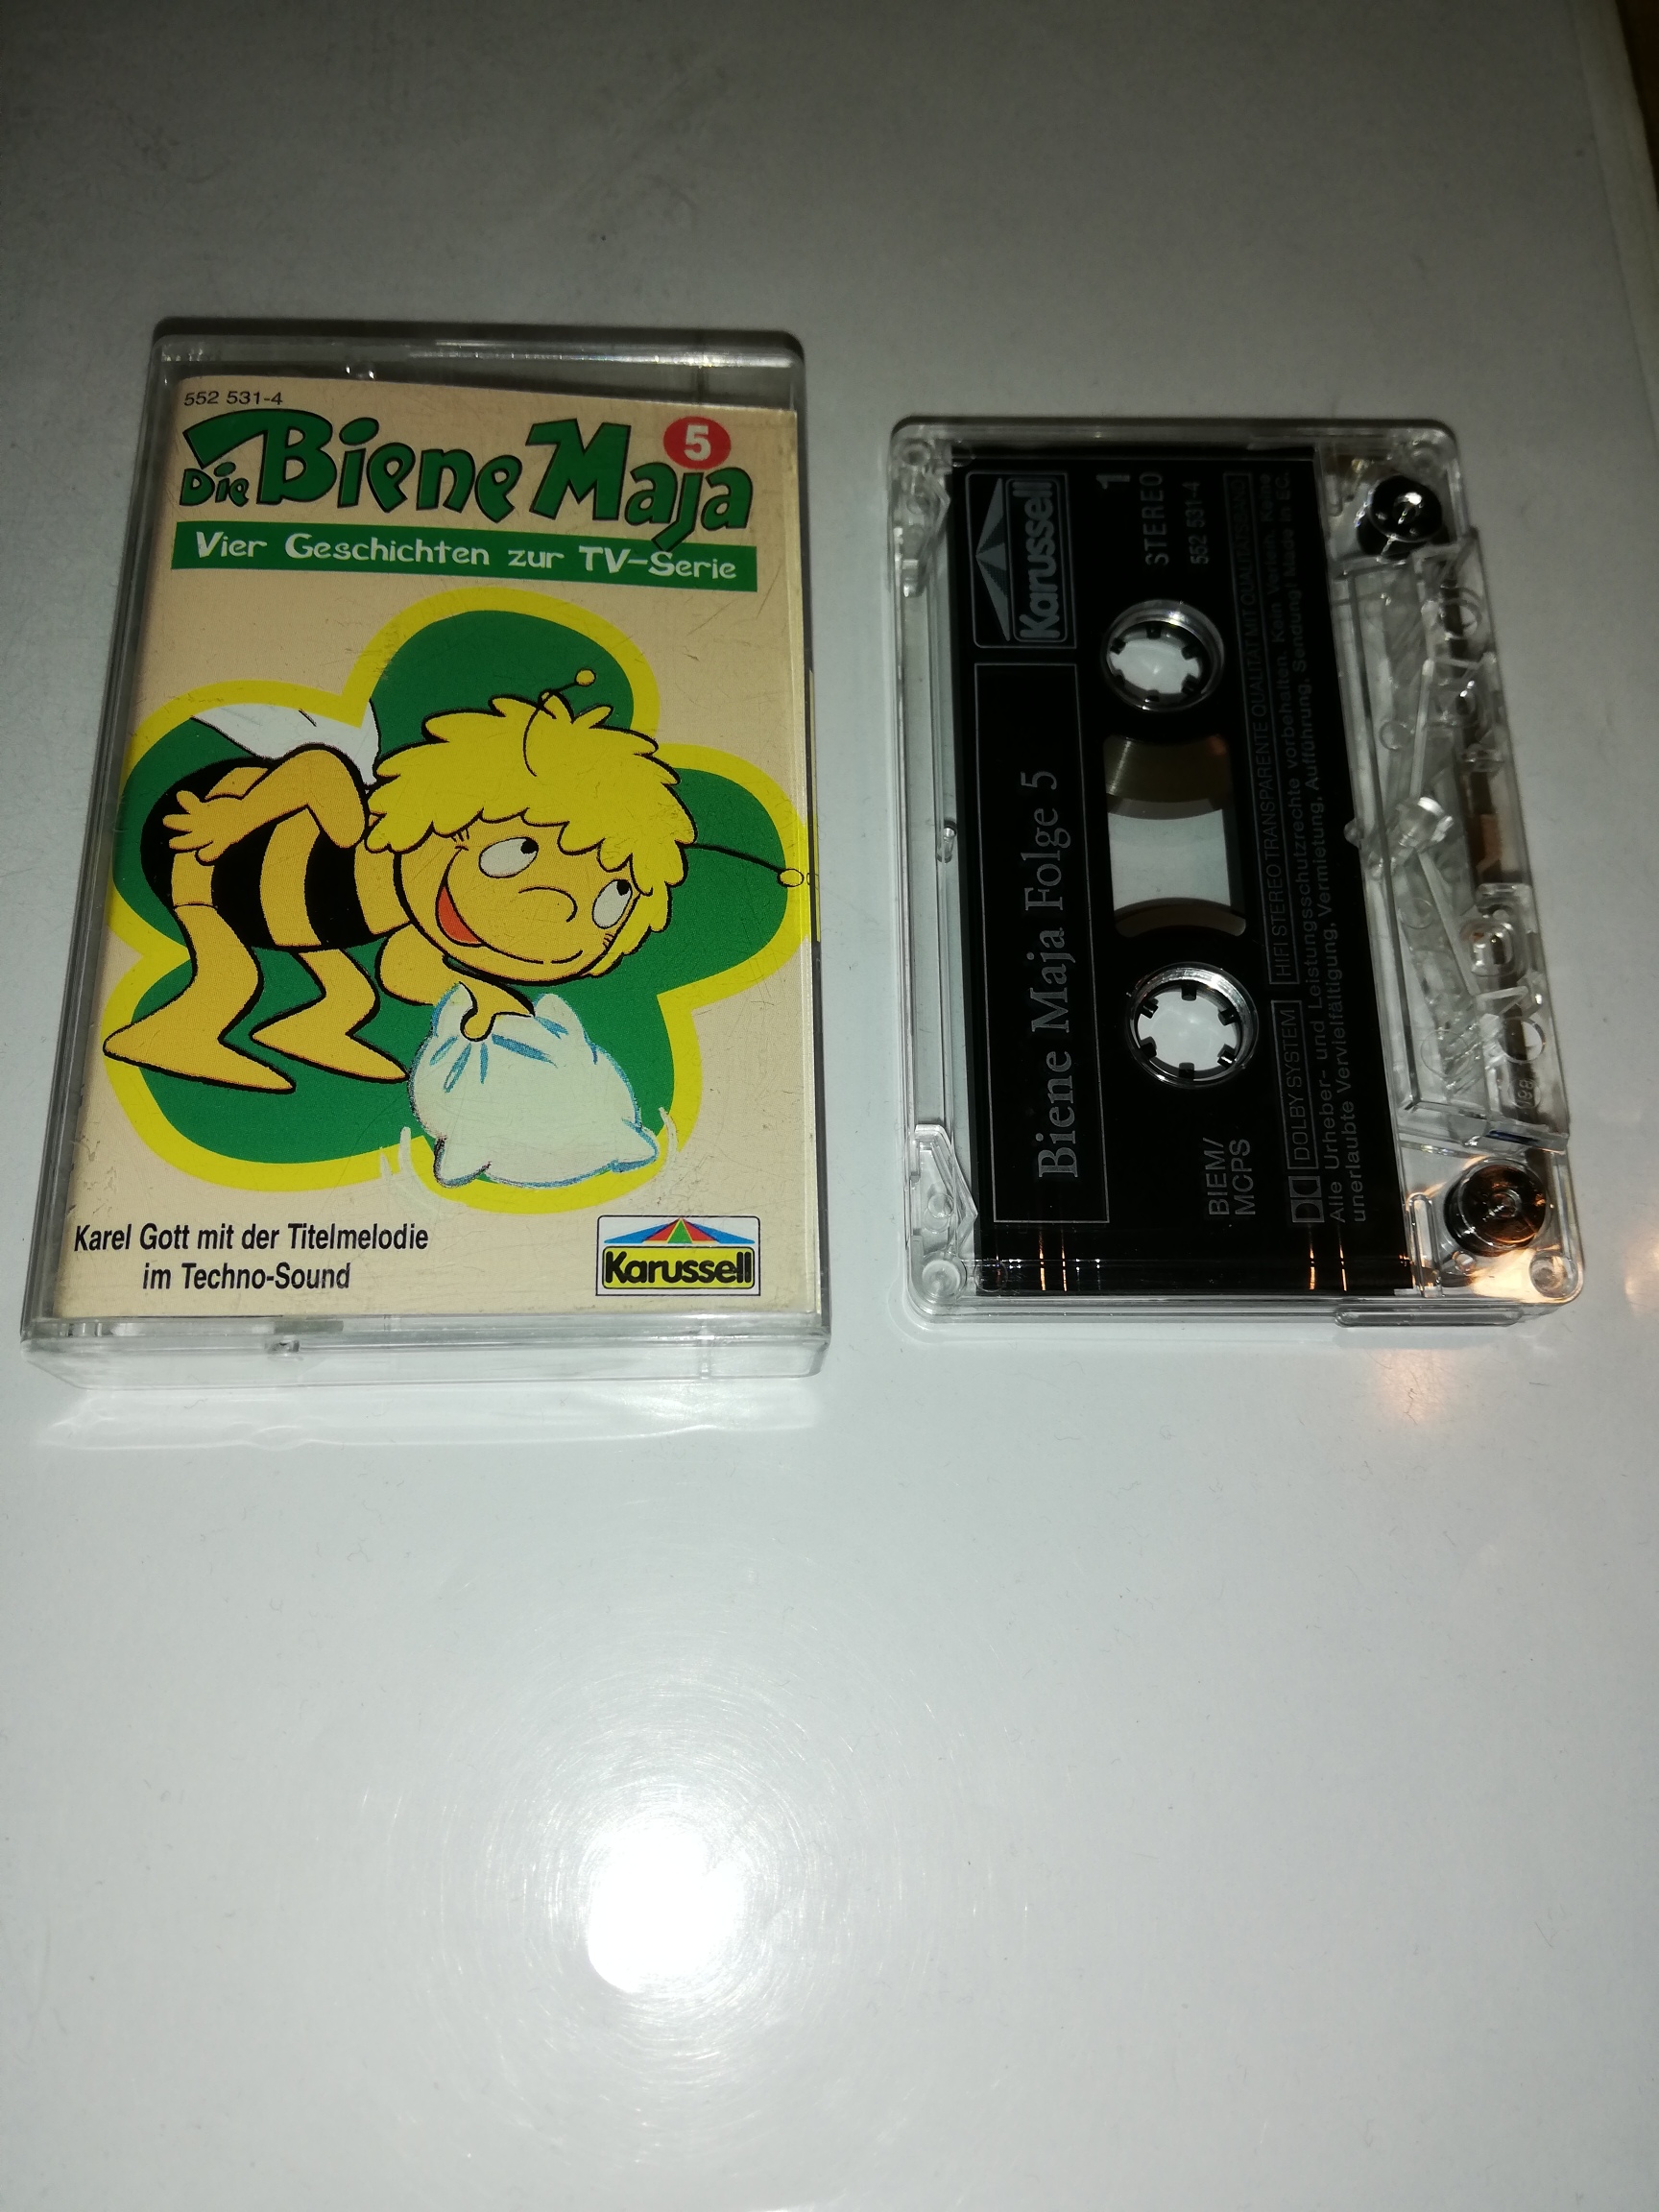 552 531-4
Die Biene Maja
5
Vier Geschichten zur TV-Serie
Karel Gott mit der Titelmelodie
im Techno-Sound
Karussell
Karussell
1
STEREO
552 531-4
Biene Maja Folge 5
BIEM/
MCPS
DOLBY SYSTEM
HIFI STEREO TRANSPARENTE QUALITÄT MIT QUALITÄTSBAND
Alle Urheber- und Leistungsschutzrechte vorbehalten. Kein Verleih. Keine
unerlaubte Vervielfältigung, Vermietung, Aufführung, Sendung! Made in EC.